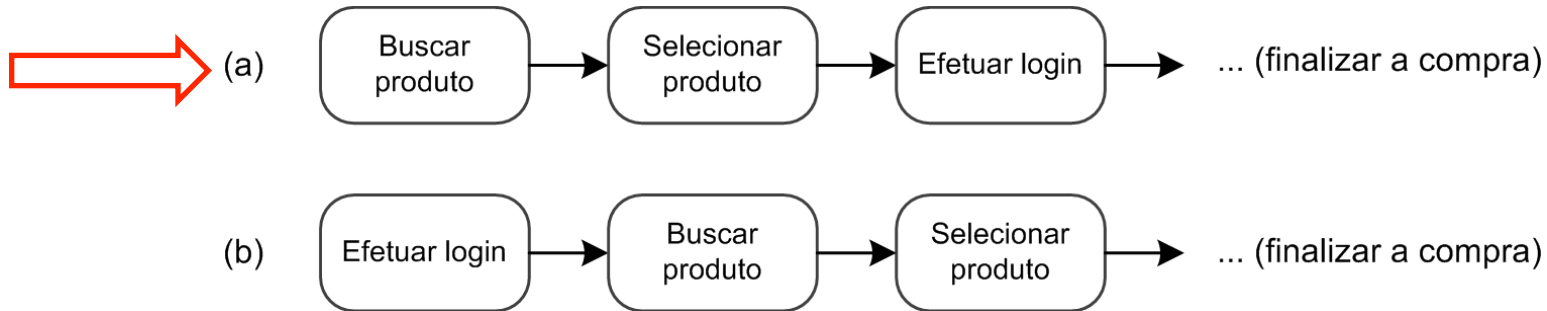 (a)
Buscar
produto
Selecionar
produto
Efetuar login
... (finalizar a compra)
(b)
Efetuar login
Buscar
produto
Selecionar
produto
... (finalizar a compra)